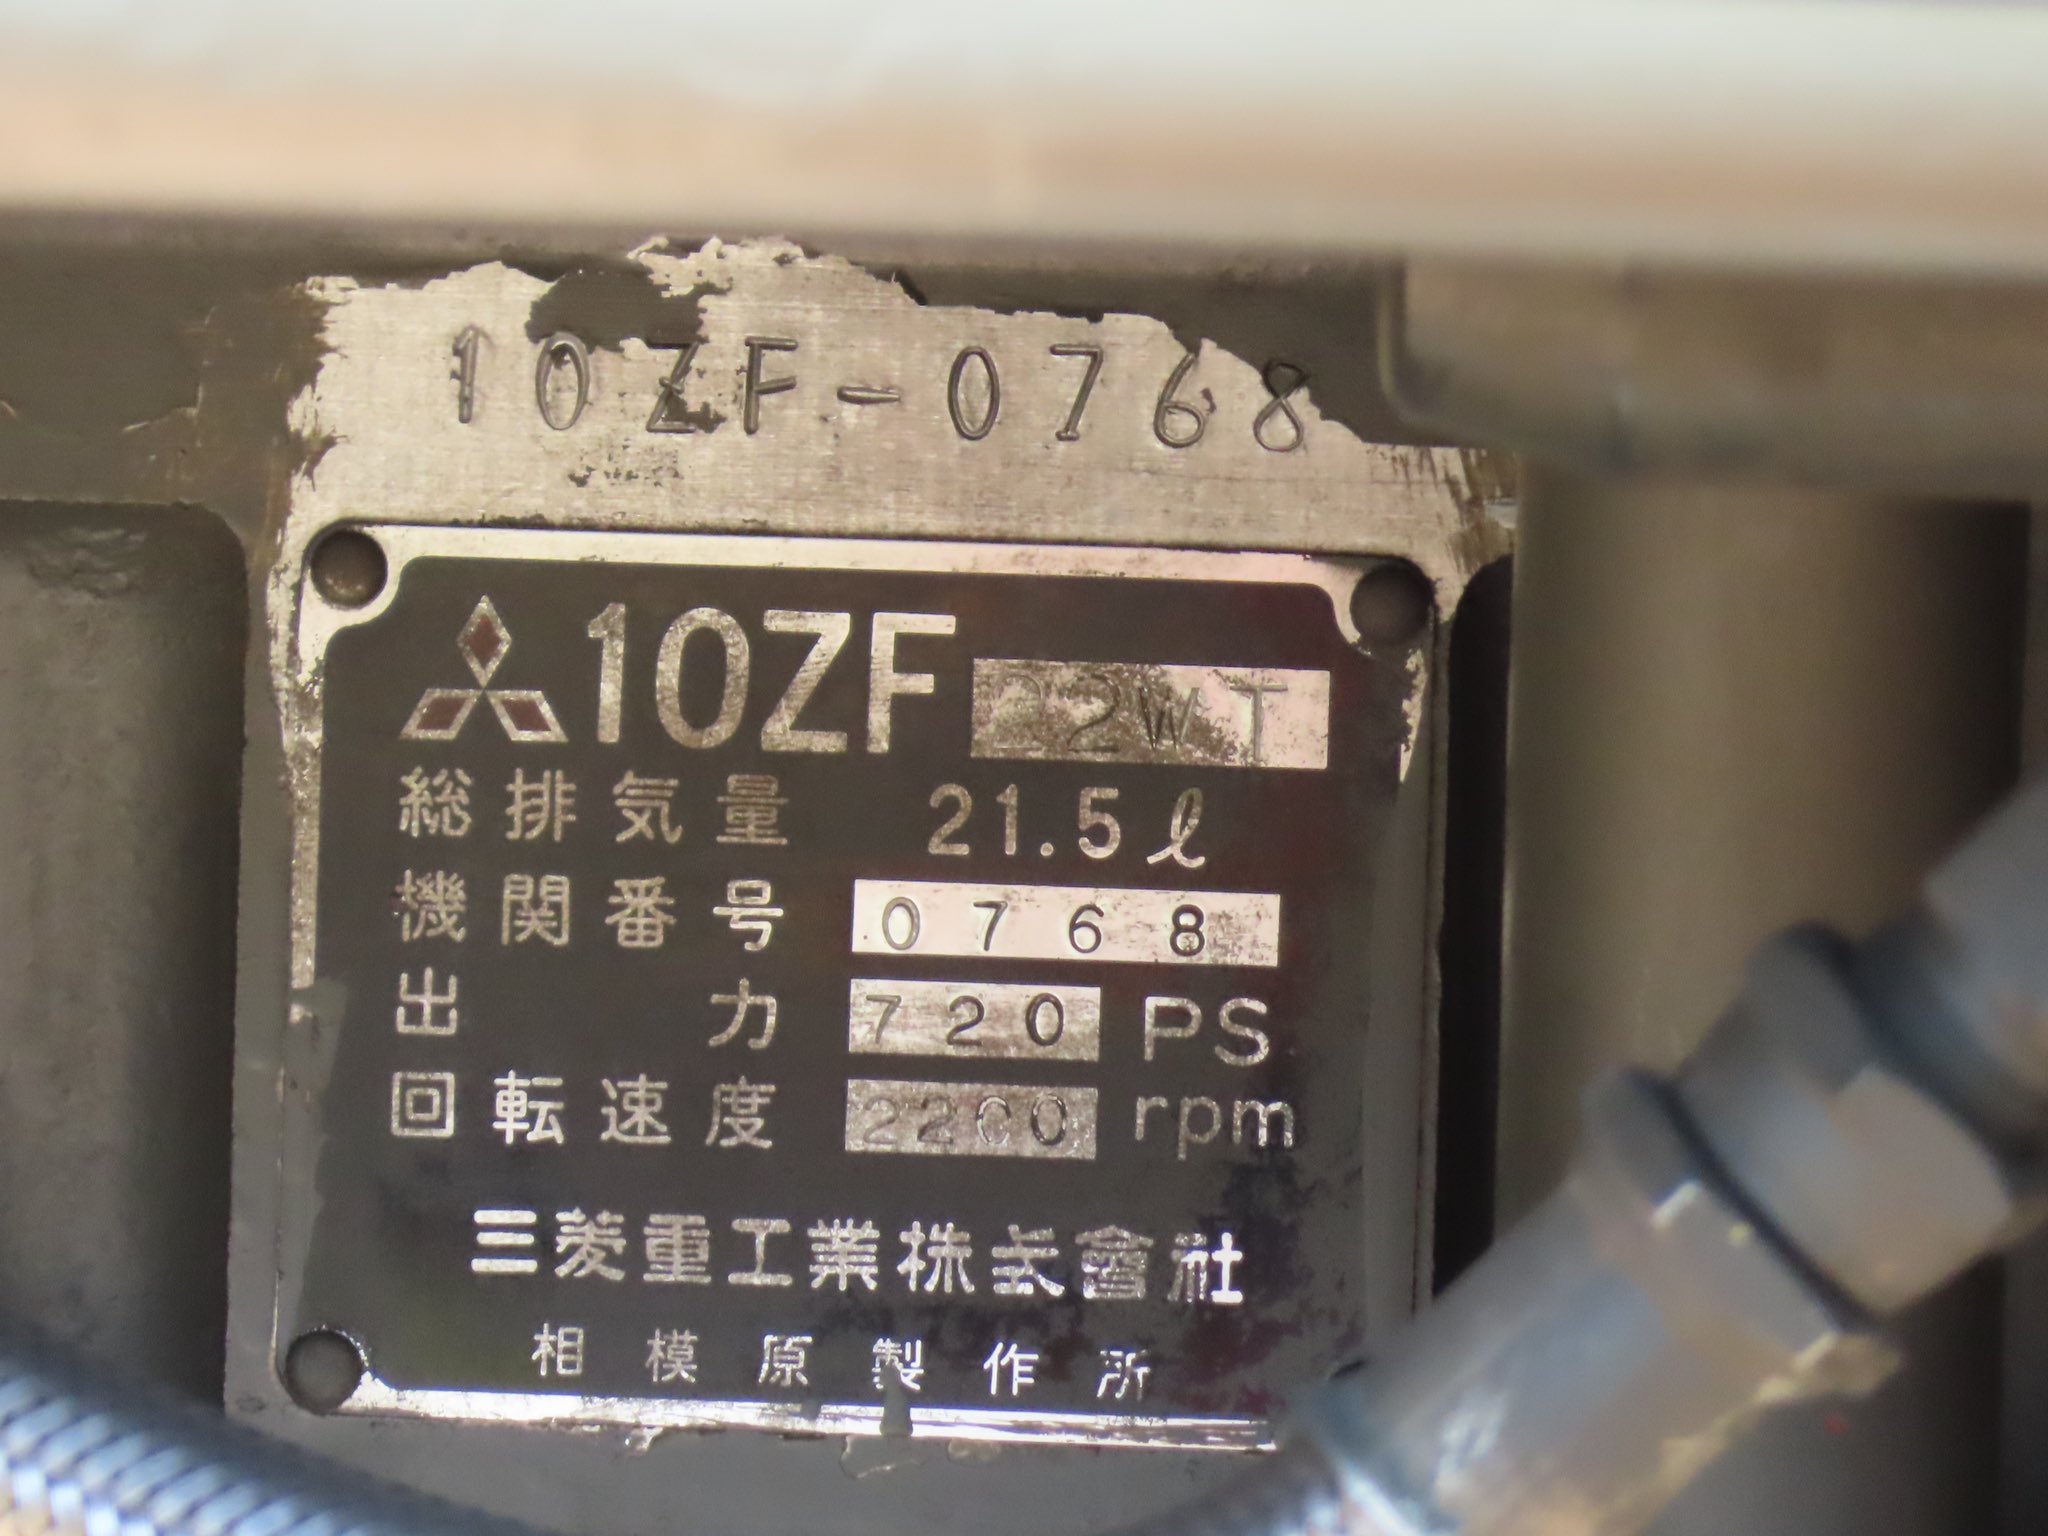 10ZF-0768
10ZF 22WT
総排気量 21.5ℓ
機関番号 0768
出力 720 PS
回転速度 2200 rpm
三菱重工業株式會社
相模原製作所